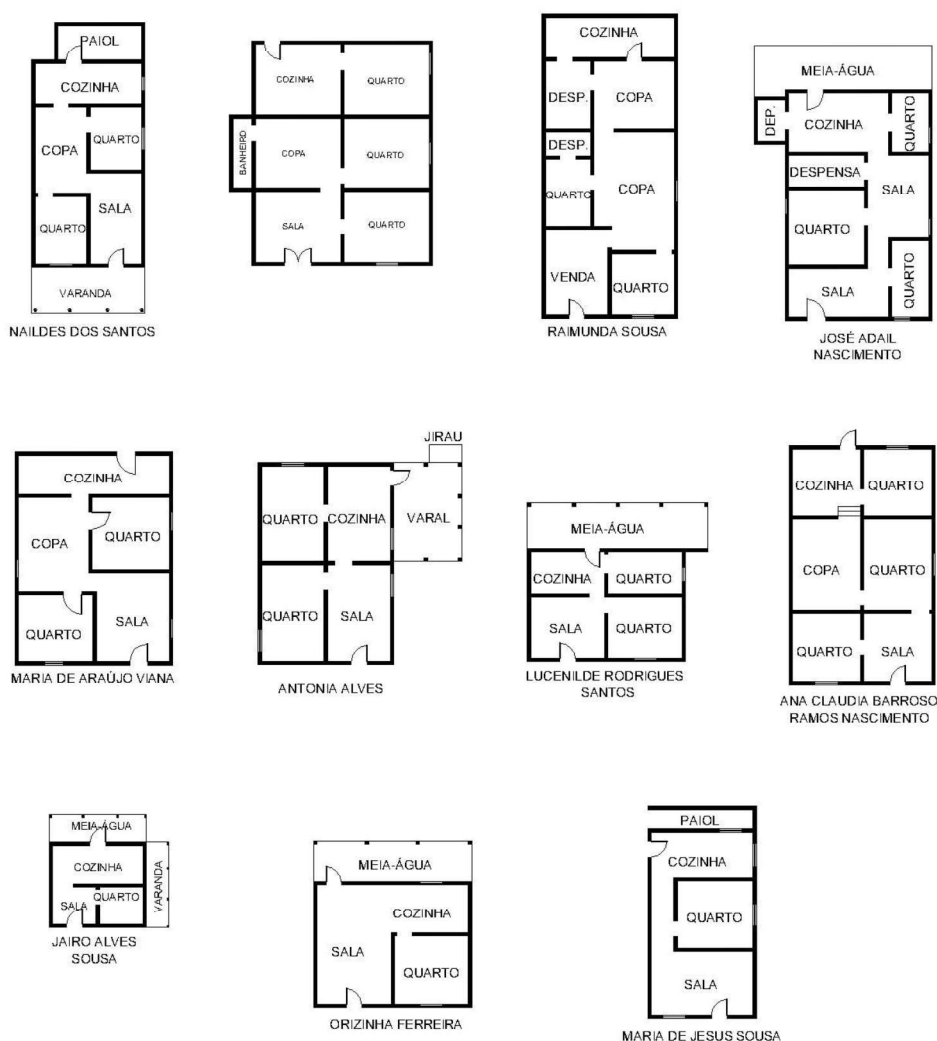 PAIOL
COZINHA
COPA
QUARTO
SALA
QUARTO
VARANDA
NAILDES DOS SANTOS
COZINHA
QUARTO
BANHEIRO
COPA
QUARTO
SALA
QUARTO
COZINHA
DESP.
COPA
DESP.
QUARTO
COPA
VENDA
QUARTO
RAIMUNDA SOUSA
MEIA-ÁGUA
DEP.
COZINHA
QUARTO
DESPENSA
SALA
QUARTO
QUARTO
SALA
JOSÉ ADAIL
NASCIMENTO
COZINHA
COPA
QUARTO
QUARTO
SALA
MARIA DE ARAÚJO VIANA
JIRAU
QUARTO
COZINHA
VARAL
QUARTO
SALA
ANTONIA ALVES
MEIA-ÁGUA
COZINHA
QUARTO
SALA
QUARTO
LUCENILDE RODRIGUES
SANTOS
COZINHA
QUARTO
COPA
QUARTO
QUARTO
SALA
ANA CLAUDIA BARROSO
RAMOS NASCIMENTO
MEIA-ÁGUA
COZINHA
QUARTO
SALA
VARANDA
JAIRO ALVES
SOUSA
MEIA-ÁGUA
COZINHA
SALA
QUARTO
ORIZINHA FERREIRA
PAIOL
COZINHA
QUARTO
SALA
MARIA DE JESUS SOUSA